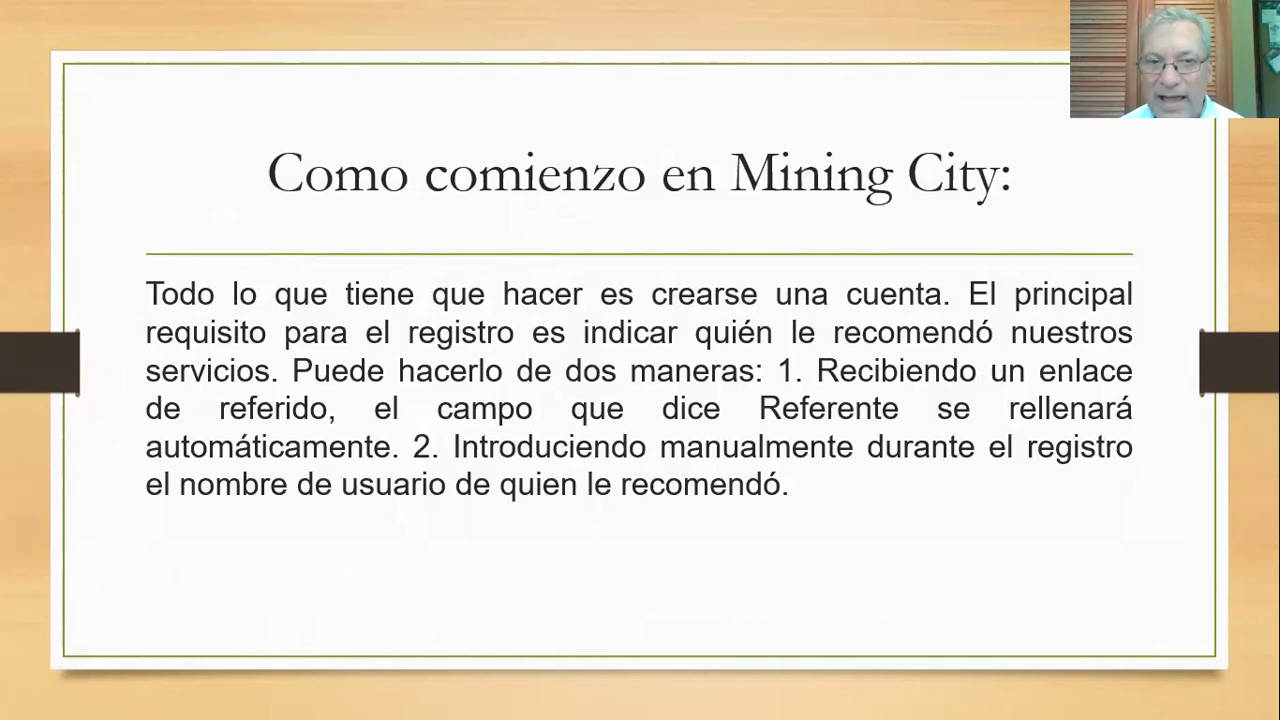 Como comienzo en Mining City:
Todo lo que tiene que hacer es crearse una cuenta. El principal
requisito para el registro es indicar quién le recomendó nuestros
servicios. Puede hacerlo de dos maneras: 1. Recibiendo un enlace
de referido, el campo que dice Referente se rellenará
automáticamente. 2. Introduciendo manualmente durante el registro
el nombre de usuario de quien le recomendó.